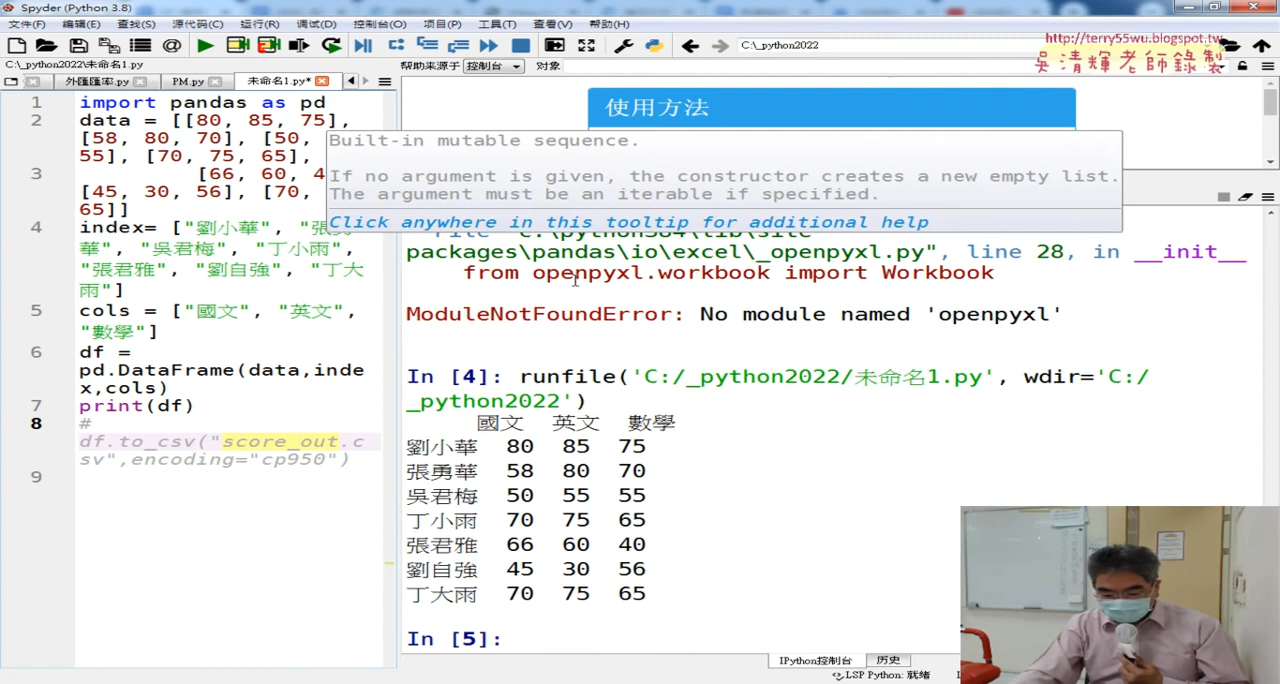 Spyder (Python 3.8)
文件(F) 编辑(E) 查找(S) 源代码(C) 运行(R) 调试(D) 控制台(O) 项目(P) 工具(T) 查看(V) 帮助(H)
C:\_python2022
http://terry55wu.blogspot.tw
吳清輝老師錄製
C:\_python2022\未命名1.py
帮助来源于 控制台 对象
外匯匯率.py PM.py 未命名1.py*
1 import pandas as pd
2 data = [[80, 85, 75],
[58, 80, 70], [50,
55], [70, 75, 65],
3 [66, 60, 4
[45, 30, 56], [70,
65]]
4 index= ["劉小華", "張勇
華", "吳君梅", "丁小雨",
"張君雅", "劉自強", "丁大
雨"]
5 cols = ["國文", "英文",
"數學"]
6 df =
pd.DataFrame(data,inde
x,cols)
7 print(df)
8 #
df.to_csv("score_out.c
sv",encoding="cp950")
9
使用方法
Built-in mutable sequence.
If no argument is given, the constructor creates a new empty list.
The argument must be an iterable if specified.
Click anywhere in this tooltip for additional help
packages\pandas\io\excel\_openpyxl.py", line 28, in __init__
from openpyxl.workbook import Workbook
ModuleNotFoundError: No module named 'openpyxl'
In [4]: runfile('C:/_python2022/未命名1.py', wdir='C:/
_python2022')
國文 英文 數學
劉小華 80 85 75
張勇華 58 80 70
吳君梅 50 55 55
丁小雨 70 75 65
張君雅 66 60 40
劉自強 45 30 56
丁大雨 70 75 65
In [5]:
IPython控制台 历史
LSP Python: 就绪